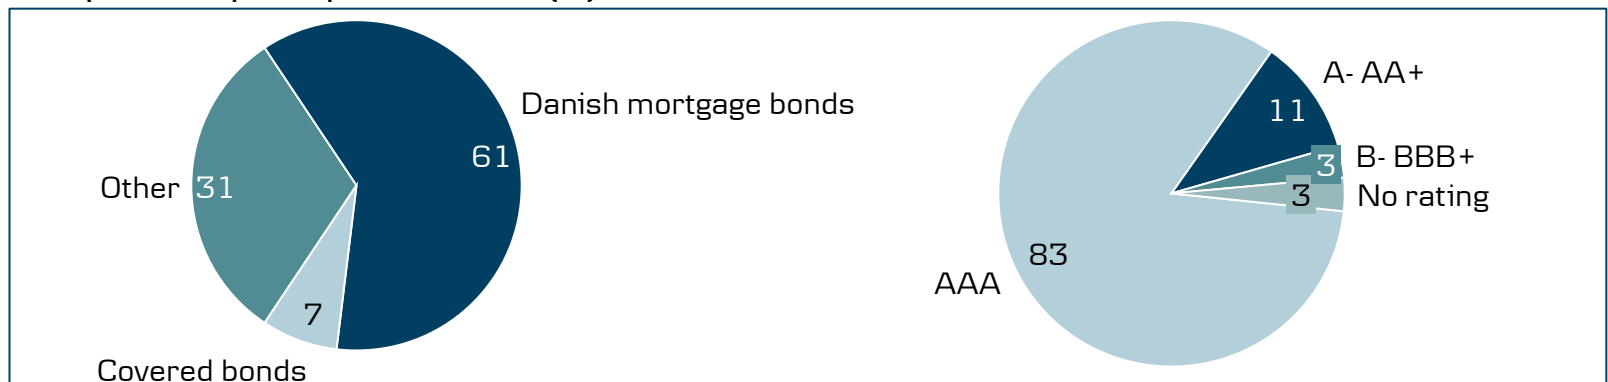 Danish mortgage bonds
61
Other
31
7
Covered bonds
A- AA+
11
B- BBB+
3
No rating
3
83
AAA